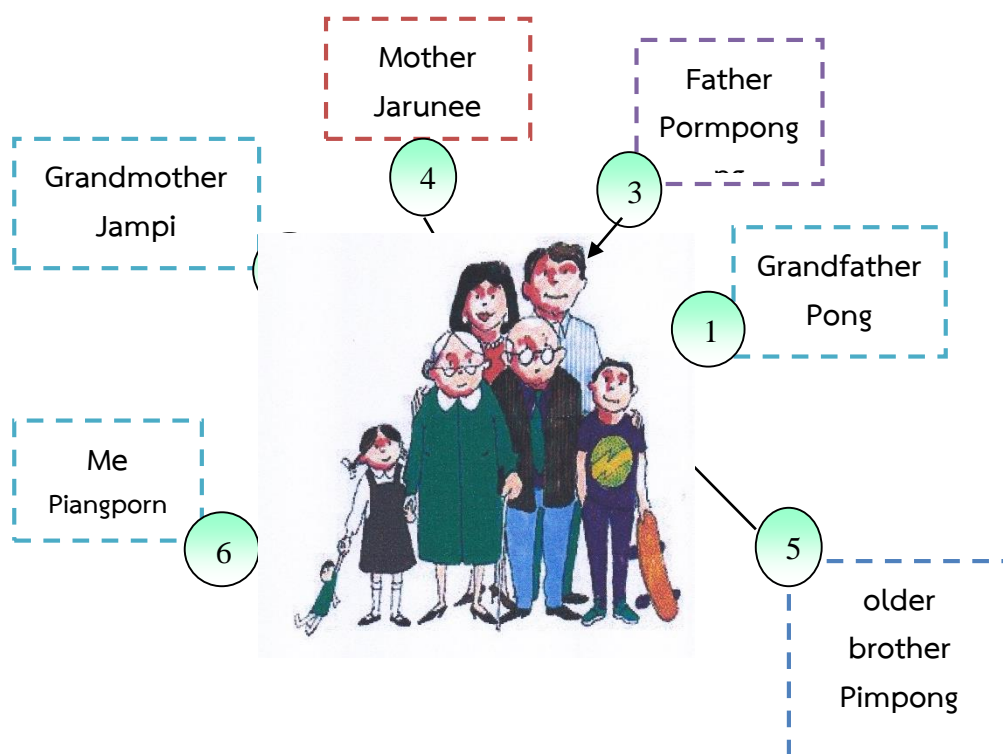 Mother
Jarunee
4
Father
Pormpong
3
Grandmother
Jampi
Grandfather
Pong
1
Me
Piangporn
6
5
older
brother
Pimpong